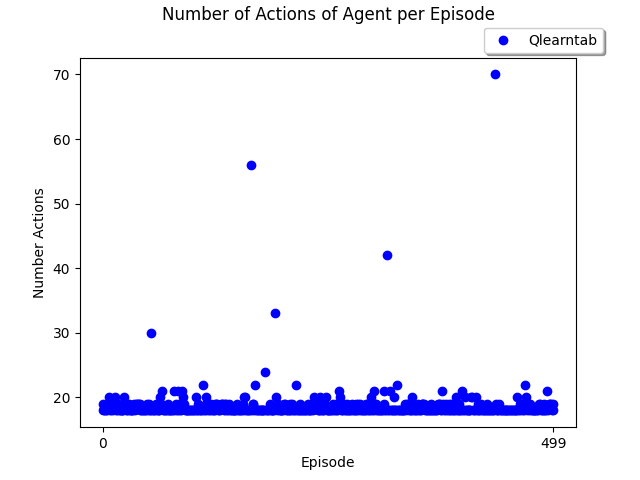 Number of Actions of Agent per Episode
Qlearntab
70
60
50
40
30
20
Number Actions
0
499
Episode